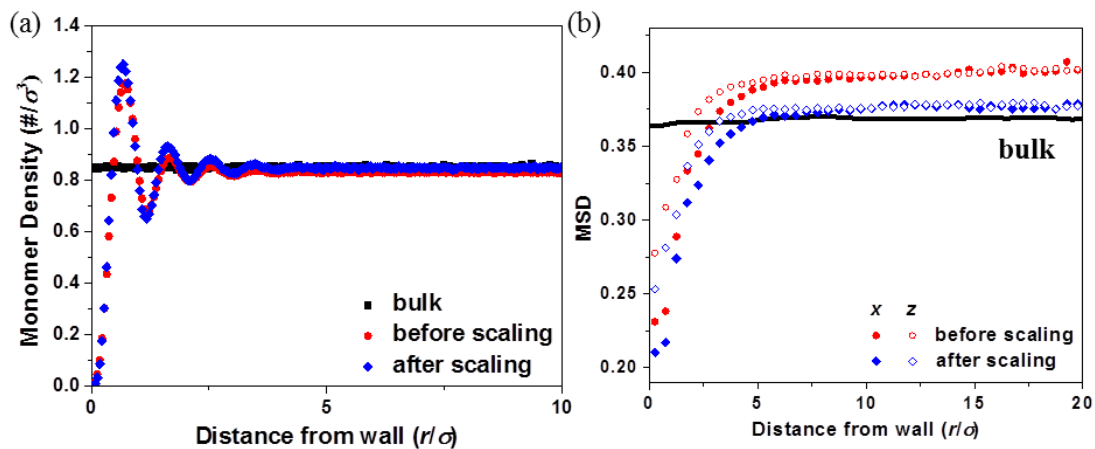 (a)
1.4
1.2
1.0
0.8
0.6
0.4
0.2
0.0
Monomer Density (#/σ³)
bulk
before scaling
after scaling
0 5 10
Distance from wall (r/σ)
(b)
0.40
0.35
0.30
0.25
0.20
MSD
bulk
x z
before scaling
after scaling
0 5 10 15 20
Distance from wall (r/σ)